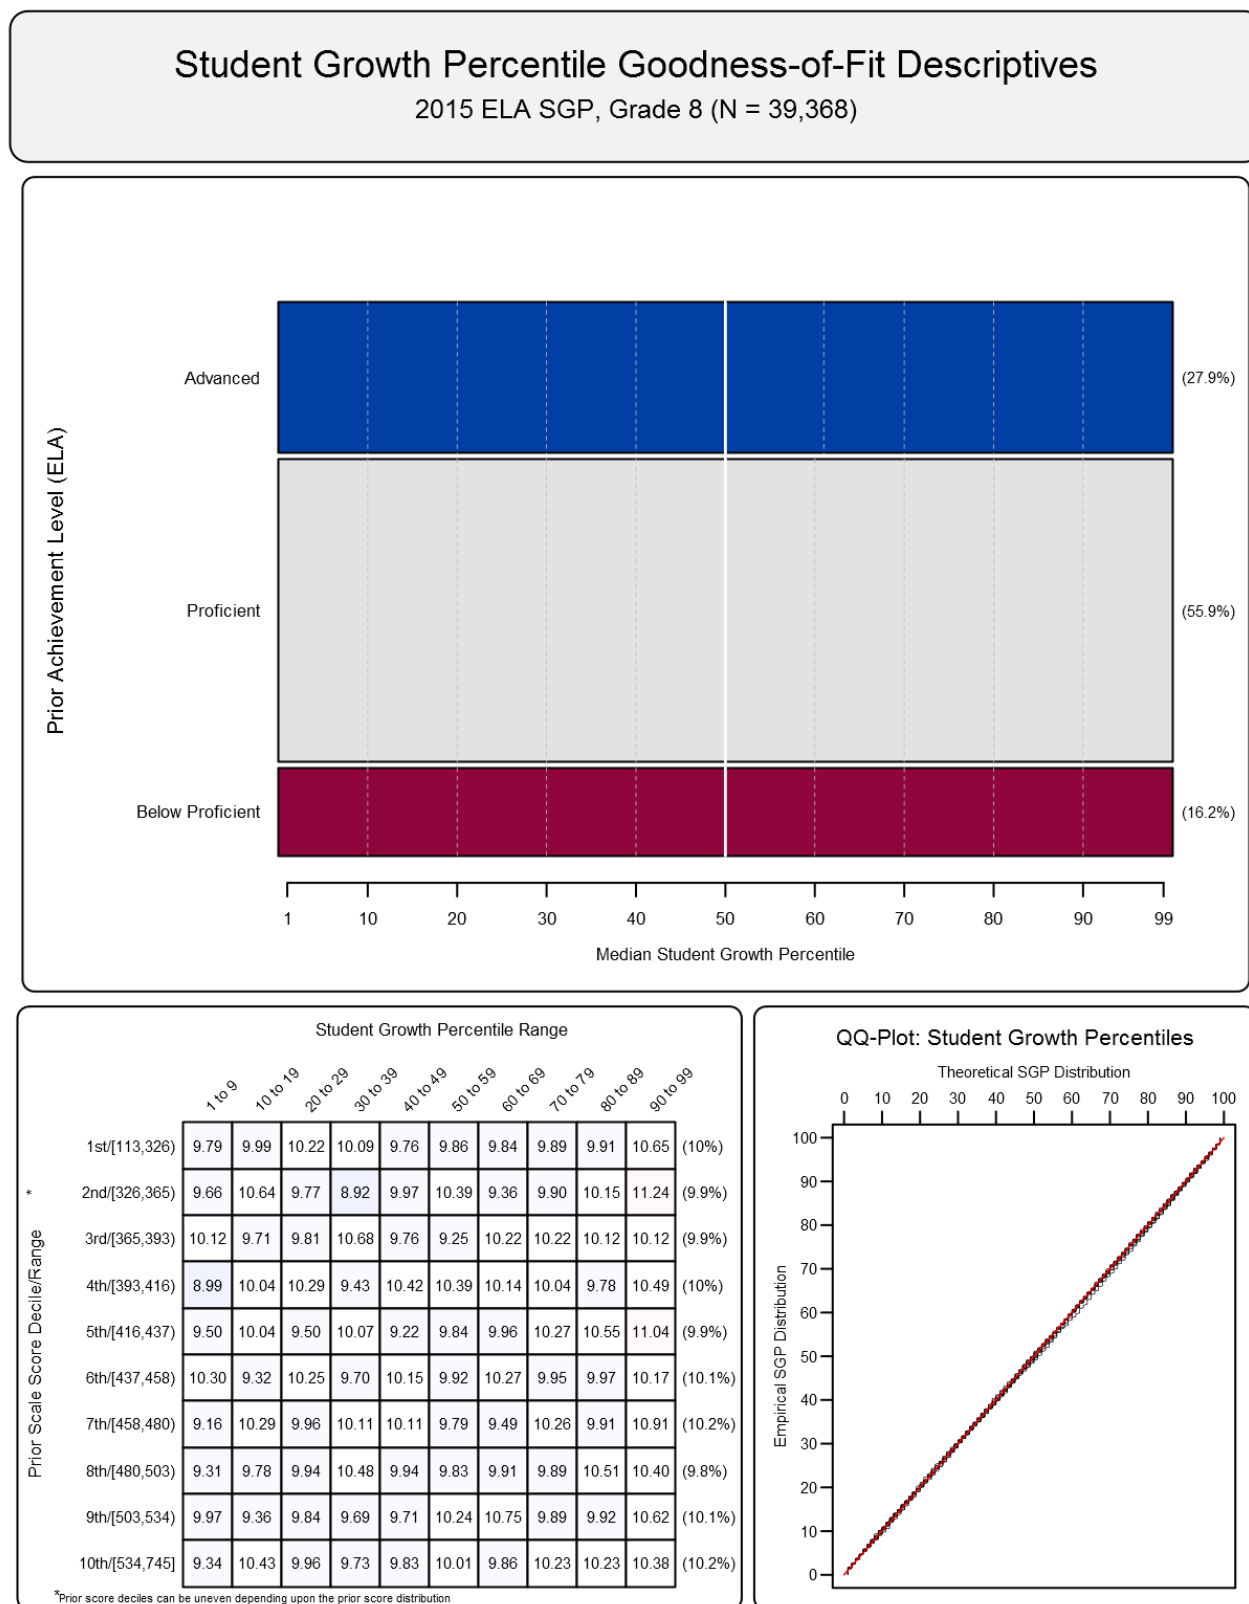 Student Growth Percentile Goodness-of-Fit Descriptives
2015 ELA SGP, Grade 8 (N = 39,368)
Prior Achievement Level (ELA)
Advanced (27.9%)
Proficient (55.9%)
Below Proficient (16.2%)
1 10 20 30 40 50 60 70 80 90 99
Median Student Growth Percentile
Student Growth Percentile Range
1 to 9 10 to 19 20 to 29 30 to 39 40 to 49 50 to 59 60 to 69 70 to 79 80 to 89 90 to 99
Prior Scale Score Decile/Range *
1st/[113,326) 9.79 9.99 10.22 10.09 9.76 9.86 9.84 9.89 9.91 10.65 (10%)
2nd/[326,365) 9.66 10.64 9.77 8.92 9.97 10.39 9.36 9.90 10.15 11.24 (9.9%)
3rd/[365,393) 10.12 9.71 9.81 10.68 9.76 9.25 10.22 10.22 10.12 10.12 (9.9%)
4th/[393,416) 8.99 10.04 10.29 9.43 10.42 10.39 10.14 10.04 9.78 10.49 (10%)
5th/[416,437) 9.50 10.04 9.50 10.07 9.22 9.84 9.96 10.27 10.55 11.04 (9.9%)
6th/[437,458) 10.30 9.32 10.25 9.70 10.15 9.92 10.27 9.95 9.97 10.17 (10.1%)
7th/[458,480) 9.16 10.29 9.96 10.11 10.11 9.79 9.49 10.26 9.91 10.91 (10.2%)
8th/[480,503) 9.31 9.78 9.94 10.48 9.94 9.83 9.91 9.89 10.51 10.40 (9.8%)
9th/[503,534) 9.97 9.36 9.84 9.69 9.71 10.24 10.75 9.89 9.92 10.62 (10.1%)
10th/[534,745] 9.34 10.43 9.96 9.73 9.83 10.01 9.86 10.23 10.23 10.38 (10.2%)
*Prior score deciles can be uneven depending upon the prior score distribution
QQ-Plot: Student Growth Percentiles
Theoretical SGP Distribution
0 10 20 30 40 50 60 70 80 90 100
Empirical SGP Distribution
100
90
80
70
60
50
40
30
20
10
0